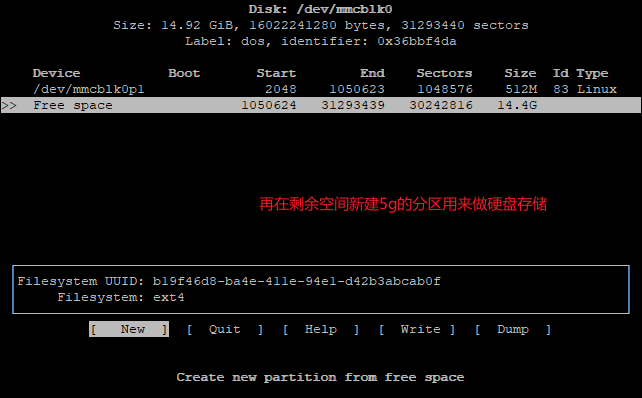 Disk: /dev/mmcblk0
Size: 14.92 GiB, 16022241280 bytes, 31293440 sectors
Label: dos, identifier: 0x36bbf4da
Device Boot Start End Sectors Size Id Type
/dev/mmcblk0p1 2048 1050623 1048576 512M 83 Linux
>> Free space 1050624 31293439 30242816 14.4G
再在剩余空间新建5g的分区用来做硬盘存储
Filesystem UUID: b19f46d8-ba4e-411e-94e1-d42b3abcab0f
Filesystem: ext4
[ New ] [ Quit ] [ Help ] [ Write ] [ Dump ]
Create new partition from free space